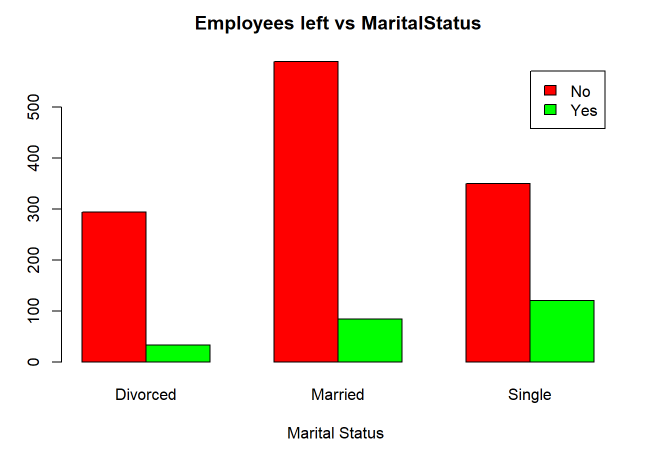 Employees left vs MaritalStatus
No
Yes
500
400
300
200
100
0
Divorced Married Single
Marital Status